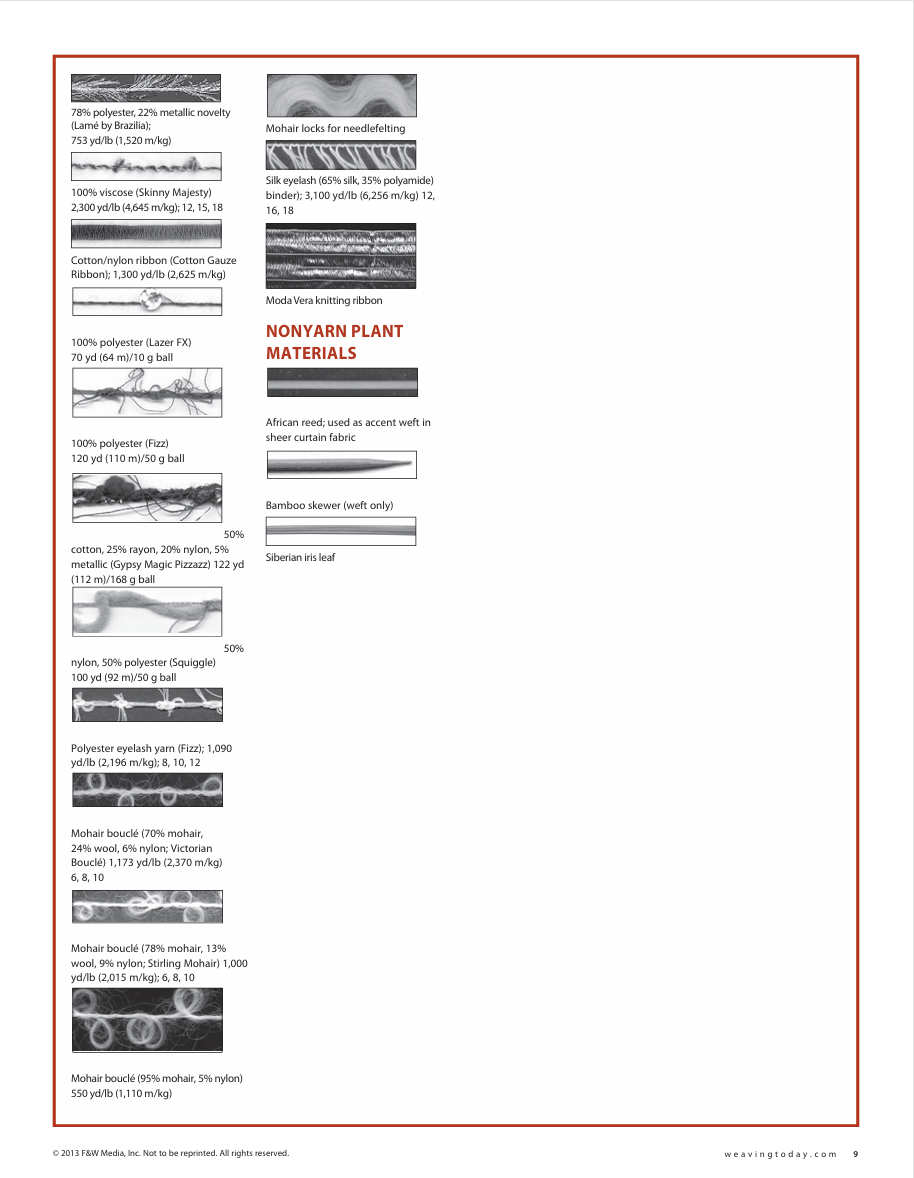 78% polyester, 22% metallic novelty
(Lamé by Brazilia);
753 yd/lb (1,520 m/kg)
100% viscose (Skinny Majesty)
2,300 yd/lb (4,645 m/kg); 12, 15, 18
Cotton/nylon ribbon (Cotton Gauze
Ribbon); 1,300 yd/lb (2,625 m/kg)
100% polyester (Lazer FX)
70 yd (64 m)/10 g ball
100% polyester (Fizz)
120 yd (110 m)/50 g ball
50%
cotton, 25% rayon, 20% nylon, 5%
metallic (Gypsy Magic Pizzazz) 122 yd
(112 m)/168 g ball
50%
nylon, 50% polyester (Squiggle)
100 yd (92 m)/50 g ball
Polyester eyelash yarn (Fizz); 1,090
yd/lb (2,196 m/kg); 8, 10, 12
Mohair bouclé (70% mohair,
24% wool, 6% nylon; Victorian
Bouclé) 1,173 yd/lb (2,370 m/kg)
6, 8, 10
Mohair bouclé (78% mohair, 13%
wool, 9% nylon; Stirling Mohair) 1,000
yd/lb (2,015 m/kg); 6, 8, 10
Mohair bouclé (95% mohair, 5% nylon)
550 yd/lb (1,110 m/kg)
Mohair locks for needlefelting
Silk eyelash (65% silk, 35% polyamide)
binder); 3,100 yd/lb (6,256 m/kg) 12,
16, 18
Moda Vera knitting ribbon
NONYARN PLANT
MATERIALS
African reed; used as accent weft in
sheer curtain fabric
Bamboo skewer (weft only)
Siberian iris leaf
© 2013 F&W Media, Inc. Not to be reprinted. All rights reserved.
weavingtoday.com 9